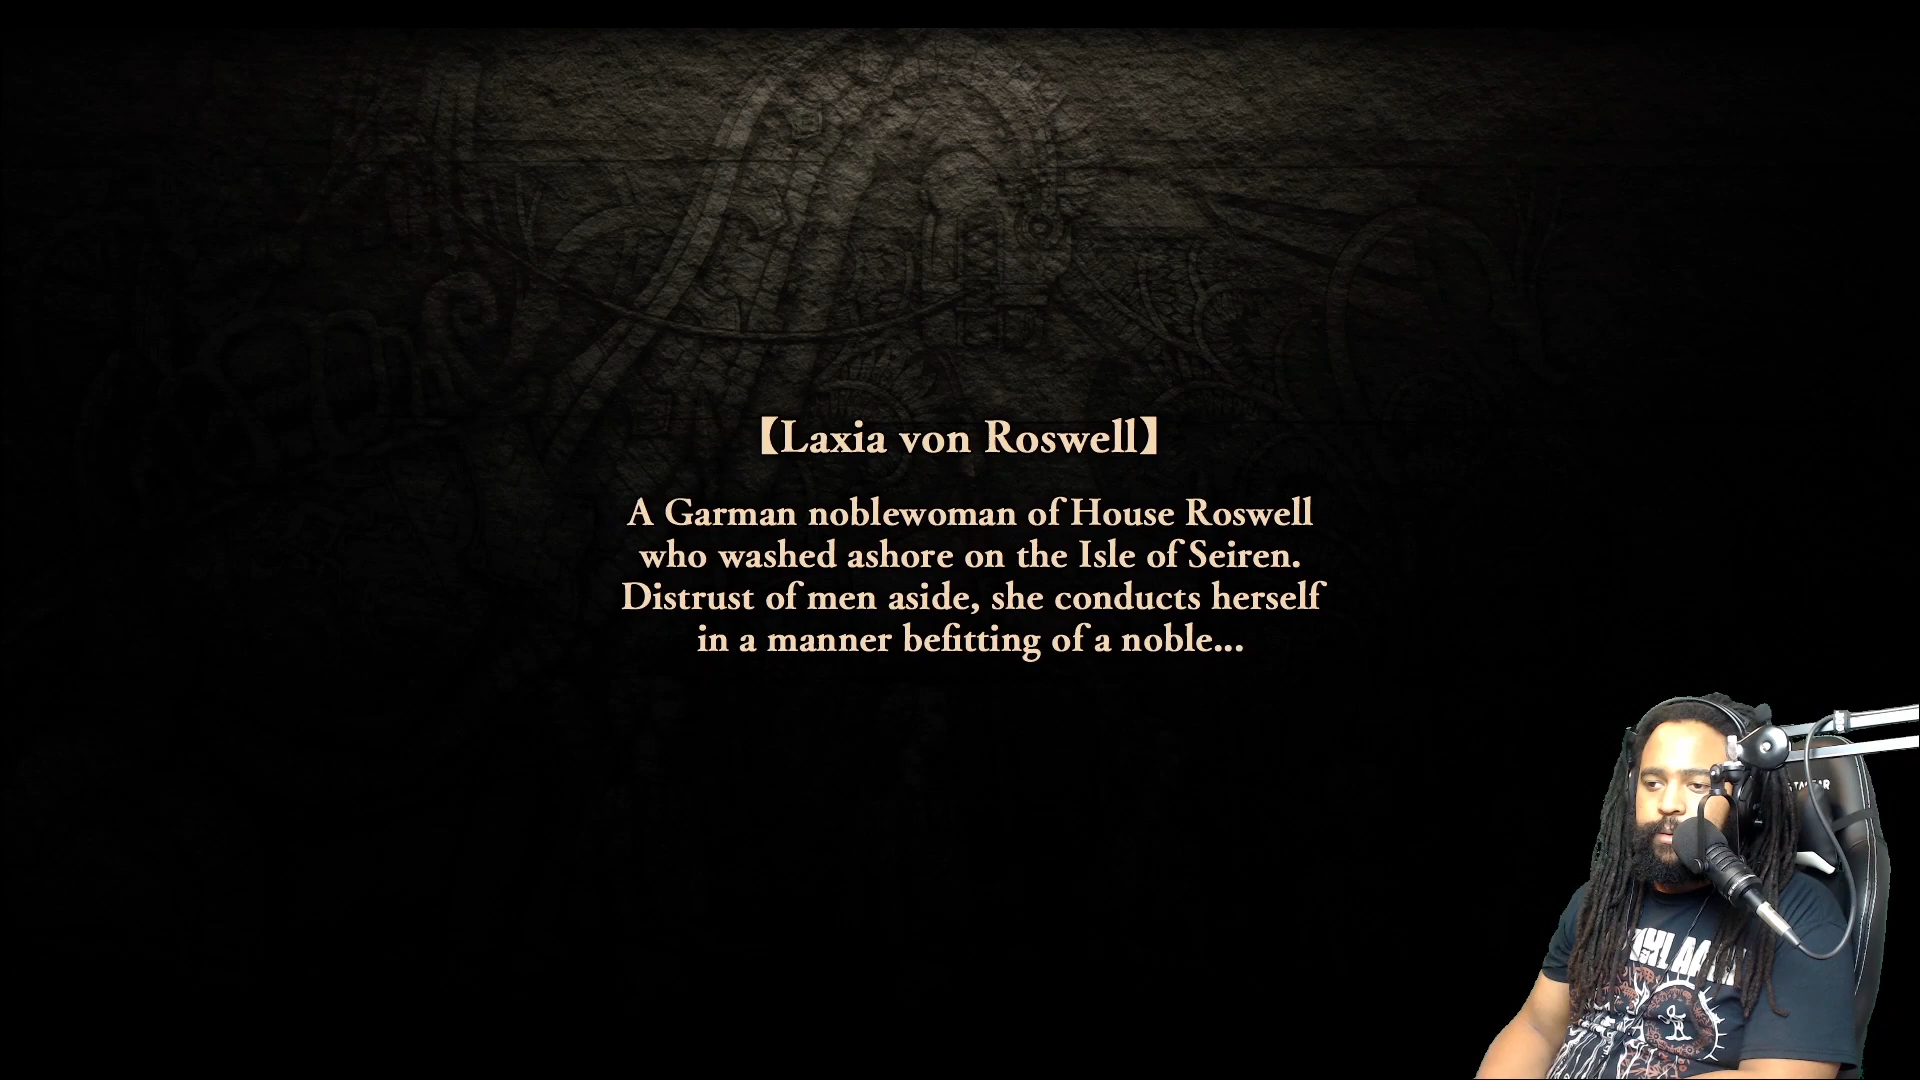 【Laxia von Roswell】
A Garman noblewoman of House Roswell
who washed ashore on the Isle of Seiren.
Distrust of men aside, she conducts herself
in a manner befitting of a noble...